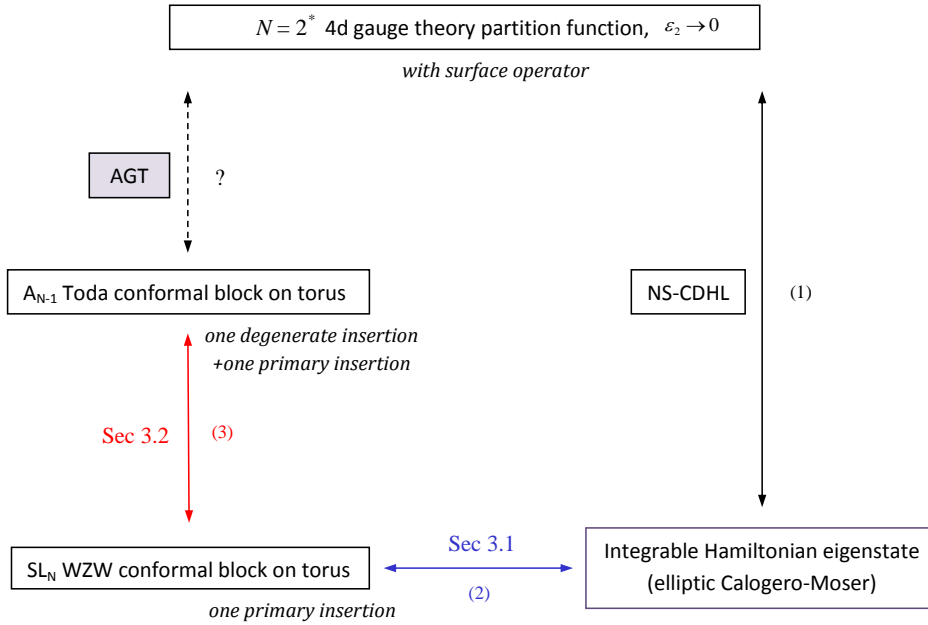 N = 2* 4d gauge theory partition function, ε₂ → 0
with surface operator
AGT
?
A_{N-1} Toda conformal block on torus
NS-CDHL
(1)
one degenerate insertion
+one primary insertion
Sec 3.2
(3)
Sec 3.1
SL_N WZW conformal block on torus
(2)
Integrable Hamiltonian eigenstate
(elliptic Calogero-Moser)
one primary insertion